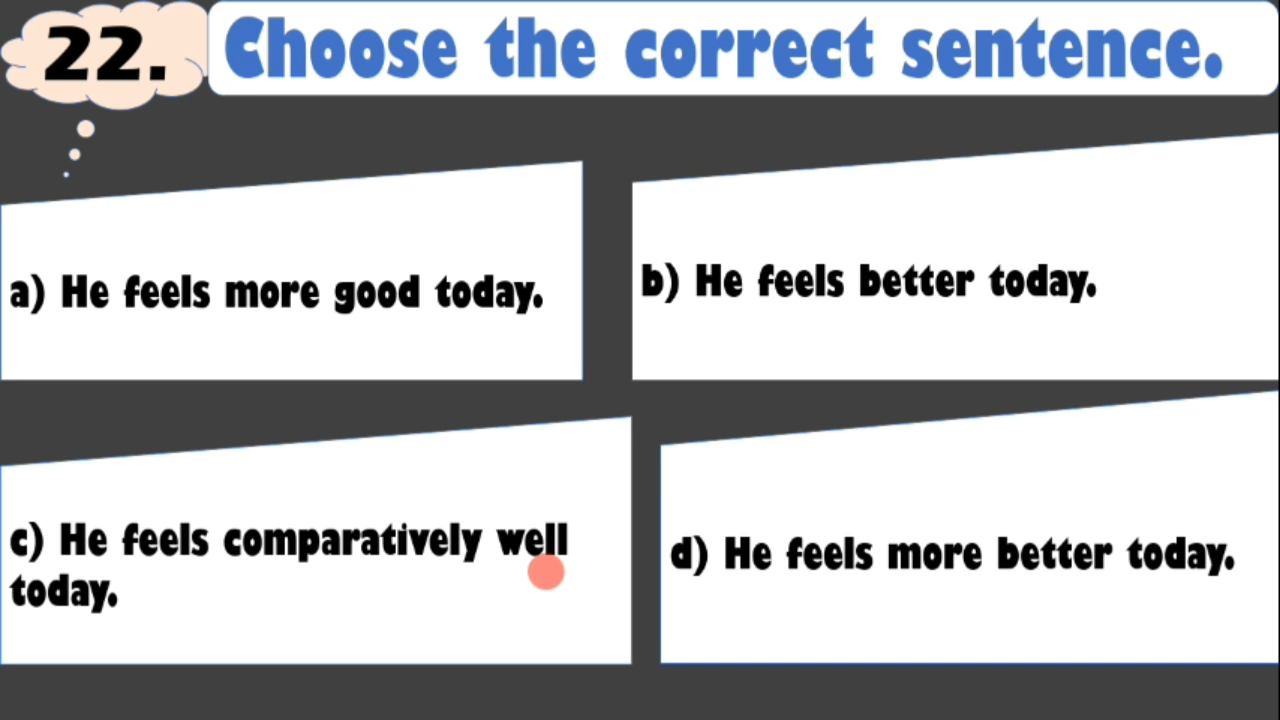 22.
Choose the correct sentence.
a) He feels more good today.
b) He feels better today.
c) He feels comparatively well
today.
d) He feels more better today.